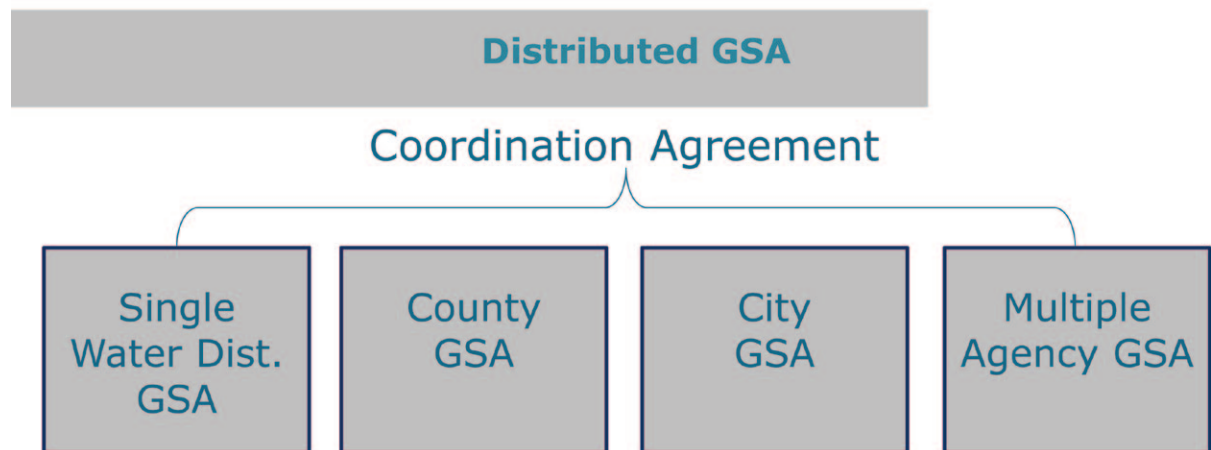 Distributed GSA
Coordination Agreement
Single
Water Dist.
GSA
County
GSA
City
GSA
Multiple
Agency GSA